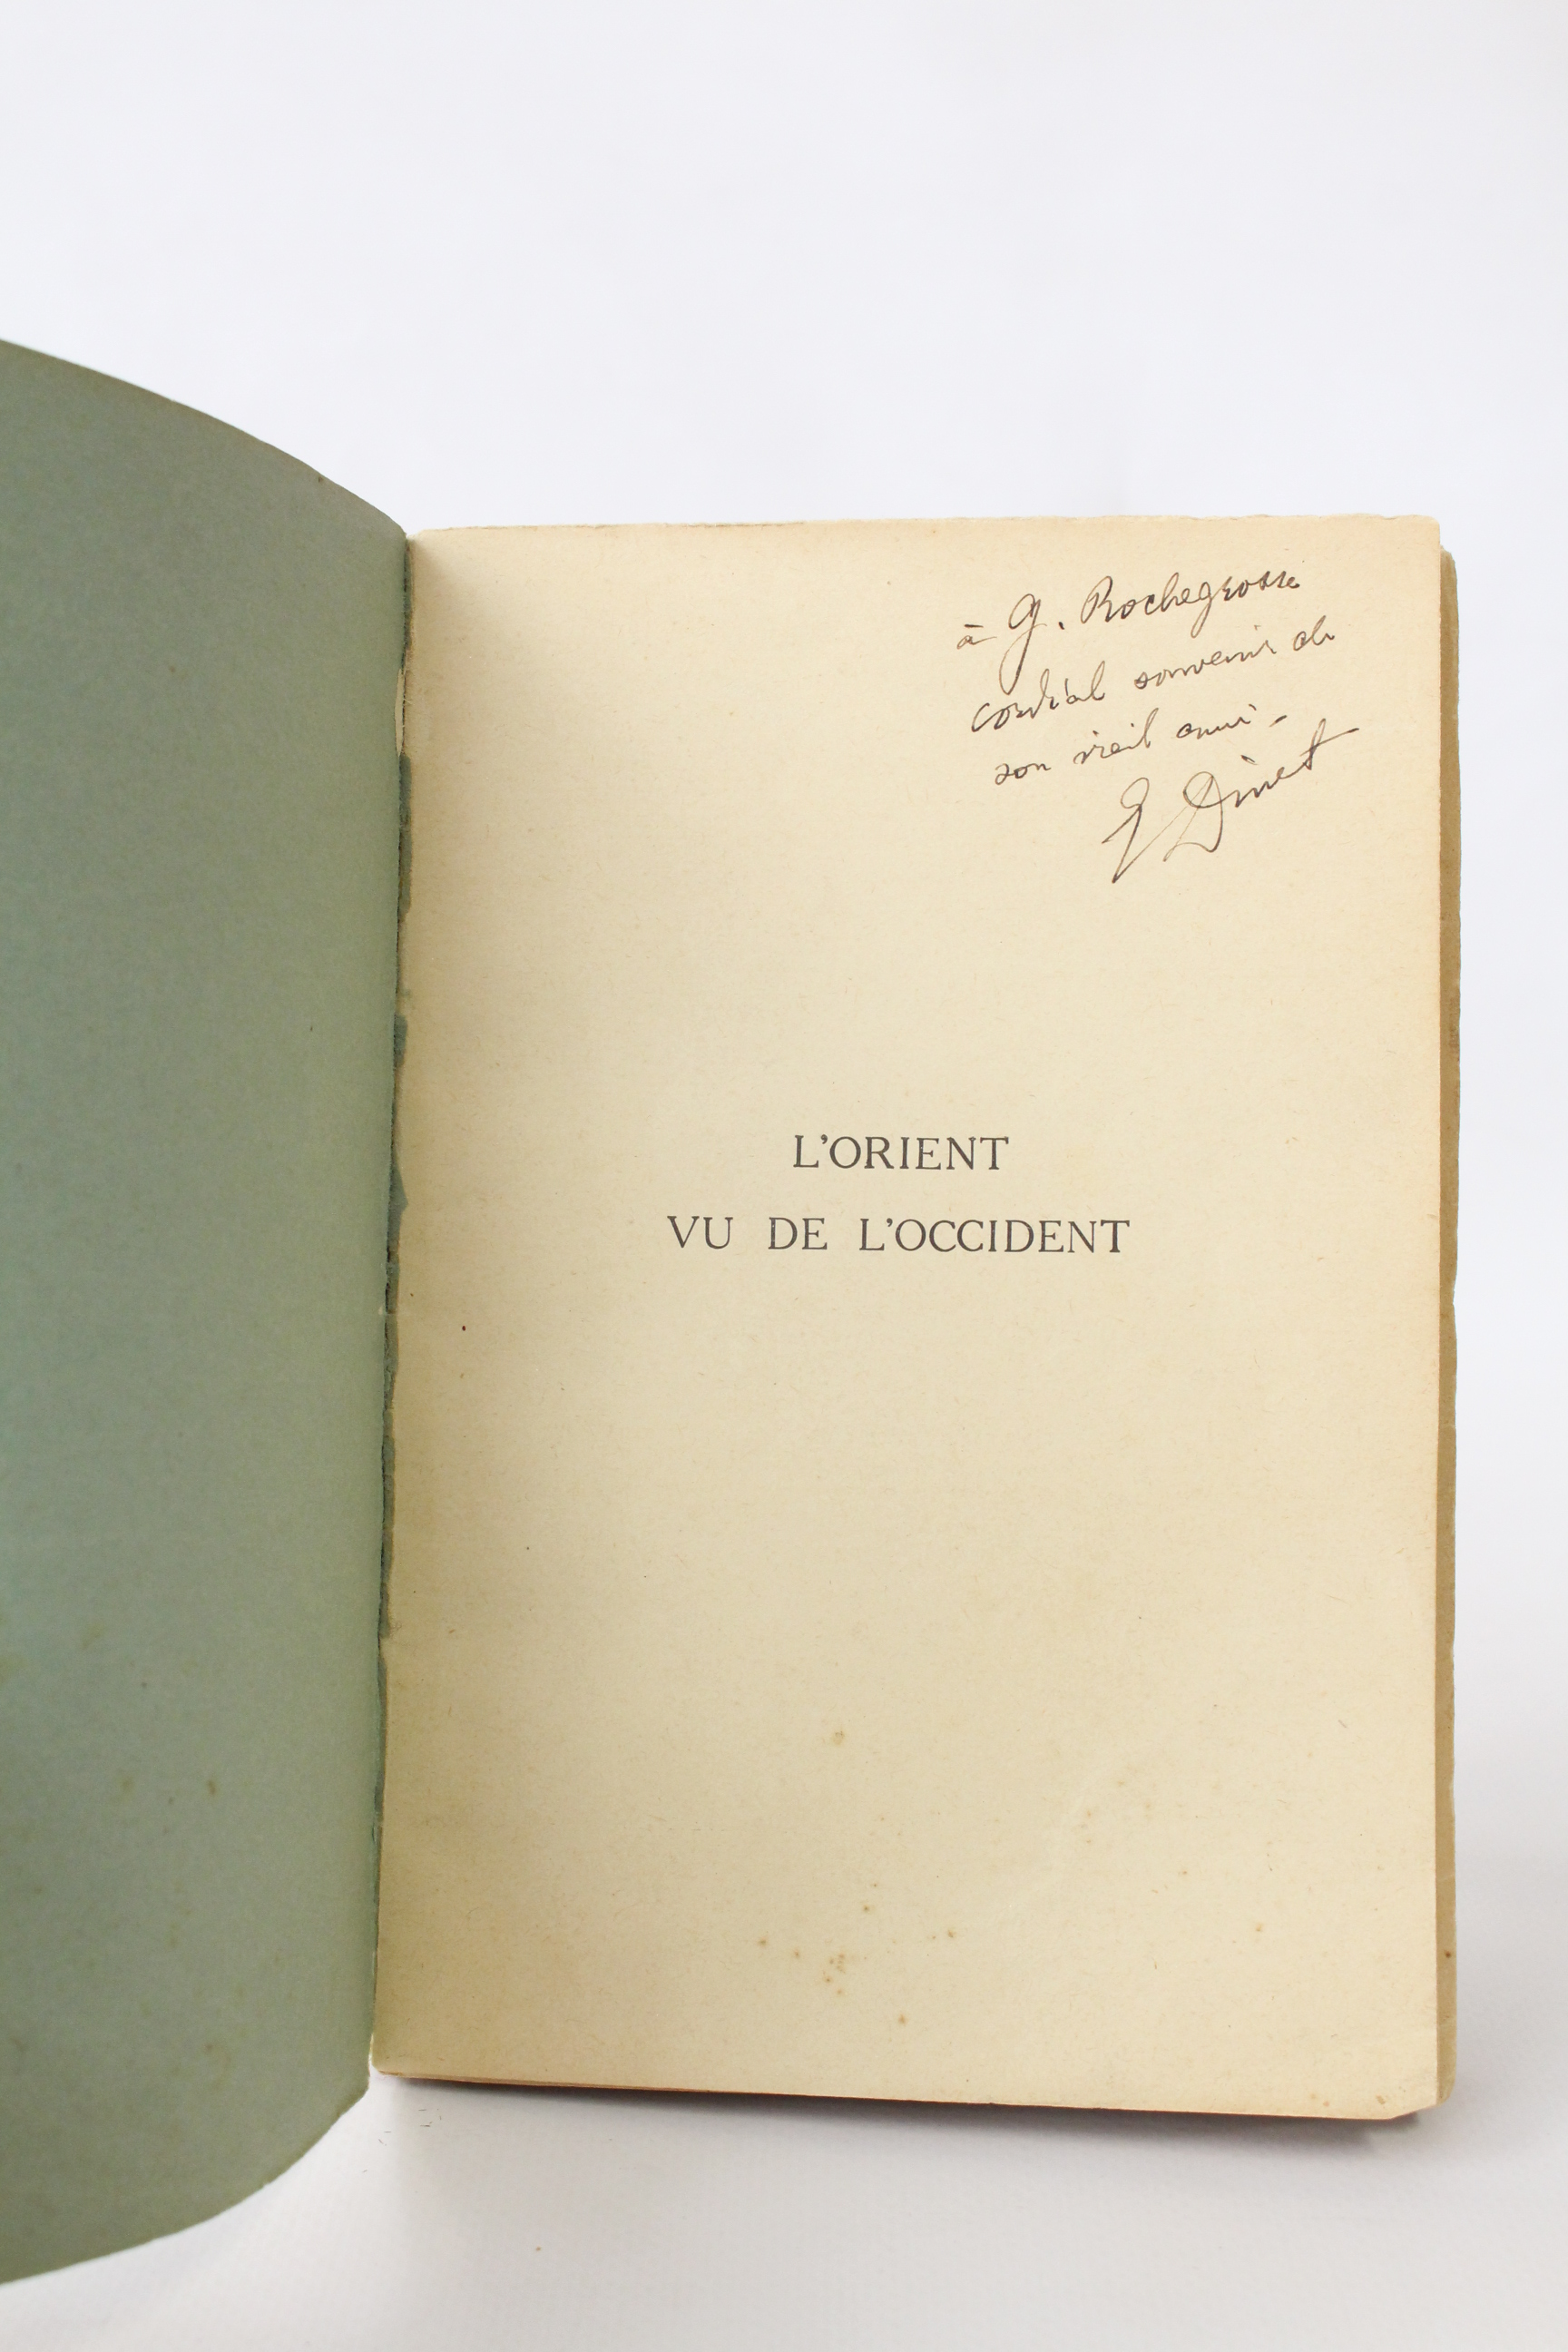 à G. Rochegrosse
cordial souvenir de
son vieil ami -
E Dinet
L'ORIENT
VU DE L'OCCIDENT